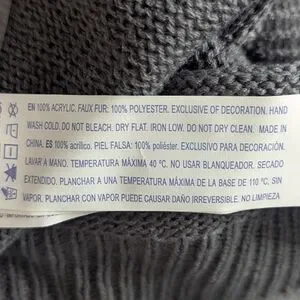 EN 100% ACRYLIC. FAUX FUR: 100% POLYESTER. EXCLUSIVE OF DECORATION. HAND
WASH COLD. DO NOT BLEACH. DRY FLAT. IRON LOW. DO NOT DRY CLEAN. MADE IN
CHINA. ES 100% acrílico. PIEL FALSA: 100% poliéster. EXCLUSIVO PARA DECORACIÓN.
LAVAR A MANO. TEMPERATURA MÁXIMA 40 ºC. NO USAR BLANQUEADOR. SECADO
EXTENDIDO. PLANCHAR A UNA TEMPERATURA MÁXIMA DE LA BASE DE 110 ºC, SIN
VAPOR. PLANCHAR CON VAPOR PUEDE CAUSAR DAÑO IRREVERSIBLE. NO LIMPIEZA